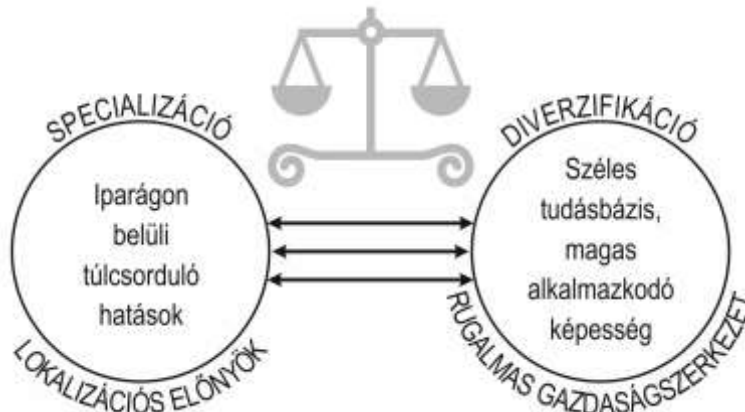 SPECIALIZÁCIÓ
Iparágon
belüli
túlcsorduló
hatások
LOKALIZÁCIÓS ELŐNYÖK
DIVERZIFIKÁCIÓ
Széles
tudásbázis,
magas
alkalmazkodó
képesség
RUGALMAS GAZDASÁGSZERKEZET